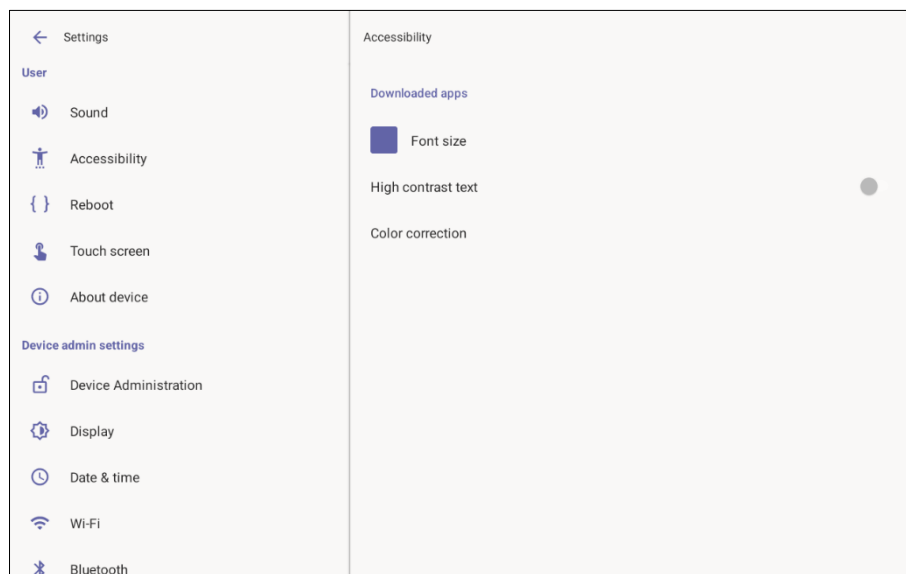 Settings
User
Sound
Accessibility
Reboot
Touch screen
About device
Device admin settings
Device Administration
Display
Date & time
Wi-Fi
Bluetooth
Accessibility
Downloaded apps
Font size
High contrast text
Color correction